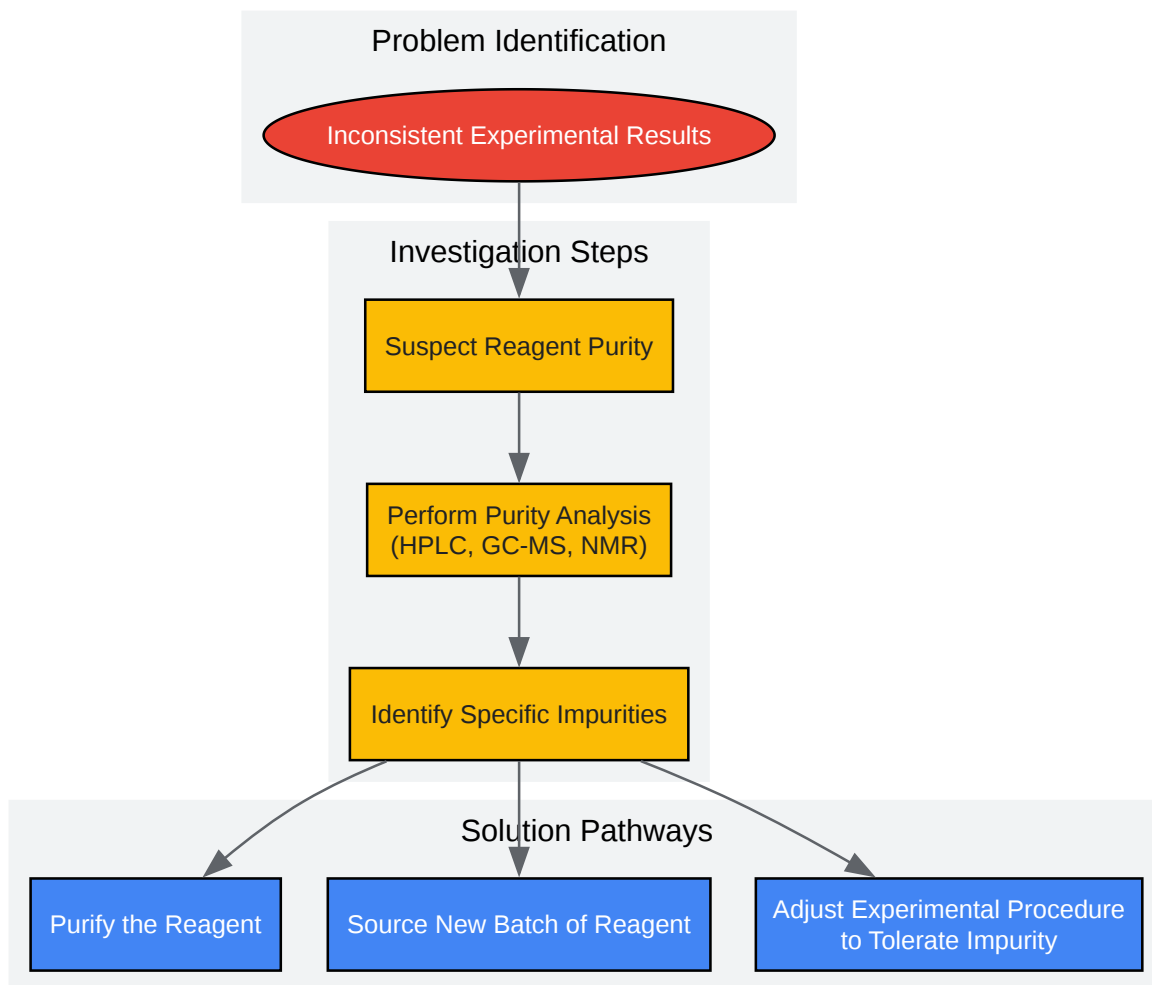 Problem Identification
Inconsistent Experimental Results
Investigation Steps
Suspect Reagent Purity
Perform Purity Analysis
(HPLC, GC-MS, NMR)
Identify Specific Impurities
Solution Pathways
Purify the Reagent
Source New Batch of Reagent
Adjust Experimental Procedure
to Tolerate Impurity